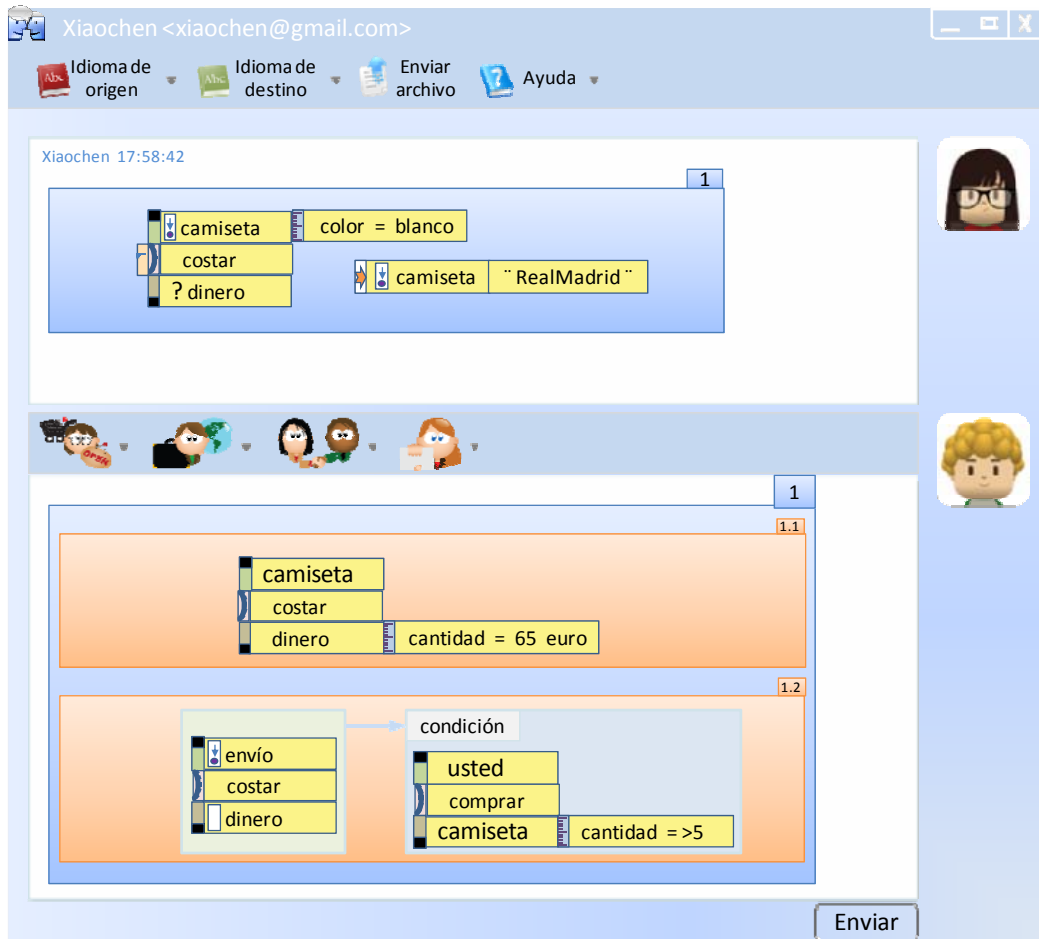 Xiaochen <xiaochen@gmail.com>
Idioma de origen
Idioma de destino
Enviar archivo
Ayuda
Xiaochen 17:58:42
1
camiseta color = blanco
costar
camiseta ¨RealMadrid¨
? dinero
OPEN
1
1.1
camiseta
costar
dinero cantidad = 65 euro
1.2
condición
envío
costar
dinero
usted
comprar
camiseta cantidad =>5
Enviar